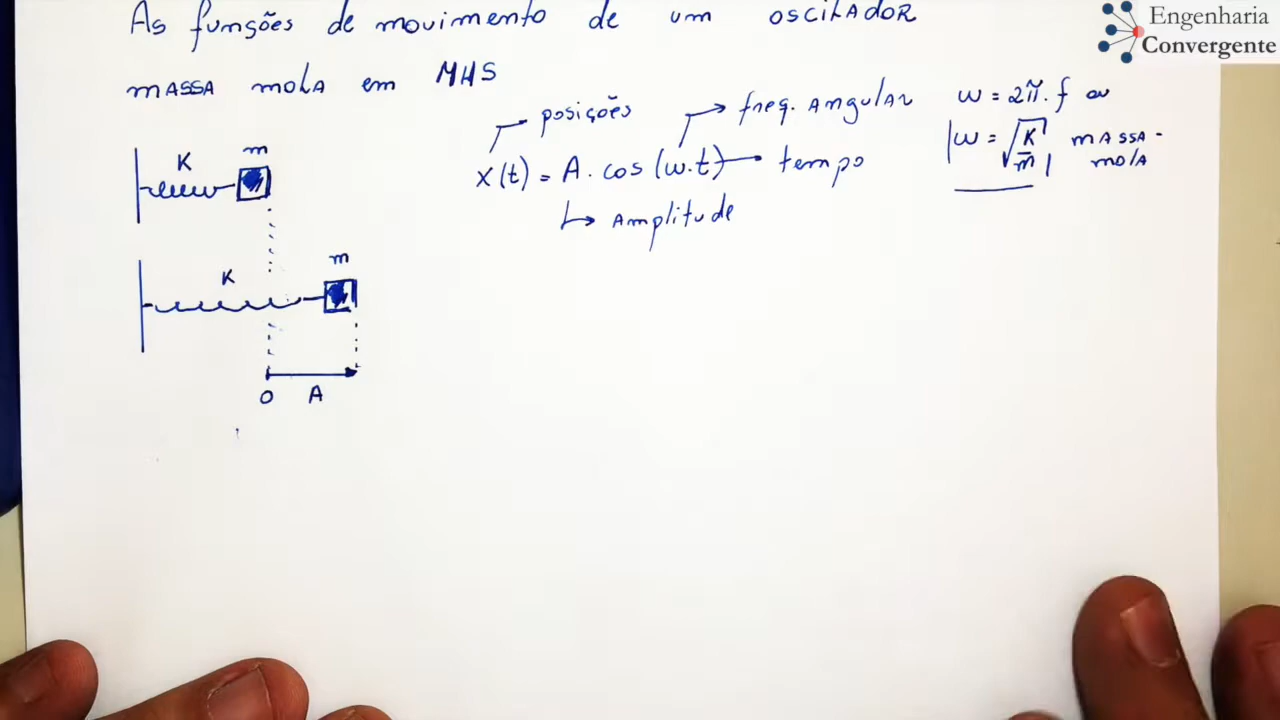 As funções de movimento de um oscilador
massa mola em MHS
Engenharia
Convergente
posições
freq. angular
w = 2π.f ou
K
m
x(t) = A.cos(w.t)
tempo
w = √K/m massa-
mola
Amplitude
K
m
O A